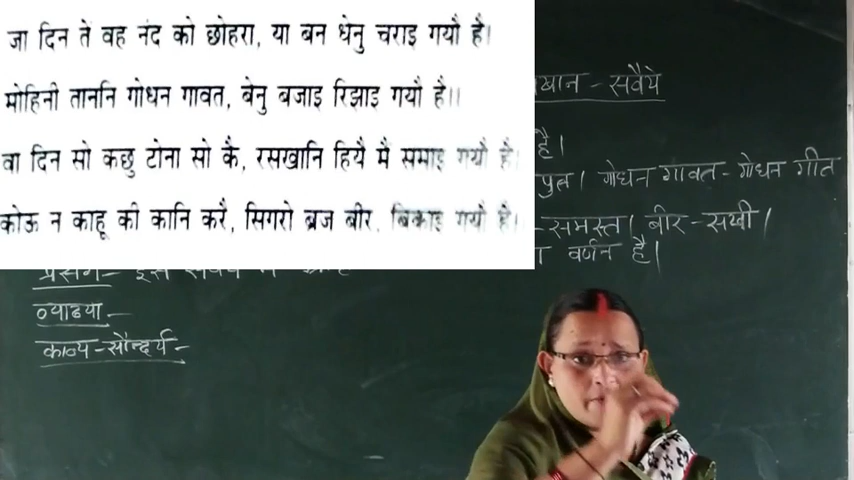 जा दिन तें वह नंद को छोहरा, या बन धेनु चराइ गयौ है।
मोहिनी ताननि गोधन गावत, बेनु बजाइ रिझाइ गयौ है।।
वा दिन सो कछु टोना सो कै, रसखानि हियै मै समाइ गयौ है।
कोऊ न काहू की कानि करै, सिगरो ब्रज बीर, बिकाइ गयौ है।
खान - सवैये
है।
पुत्र। गोधन गावत - गोधन गीत
- समस्त। बीर - सखी।
वर्णन है।
व्याख्या -
काव्य - सौन्दर्य -